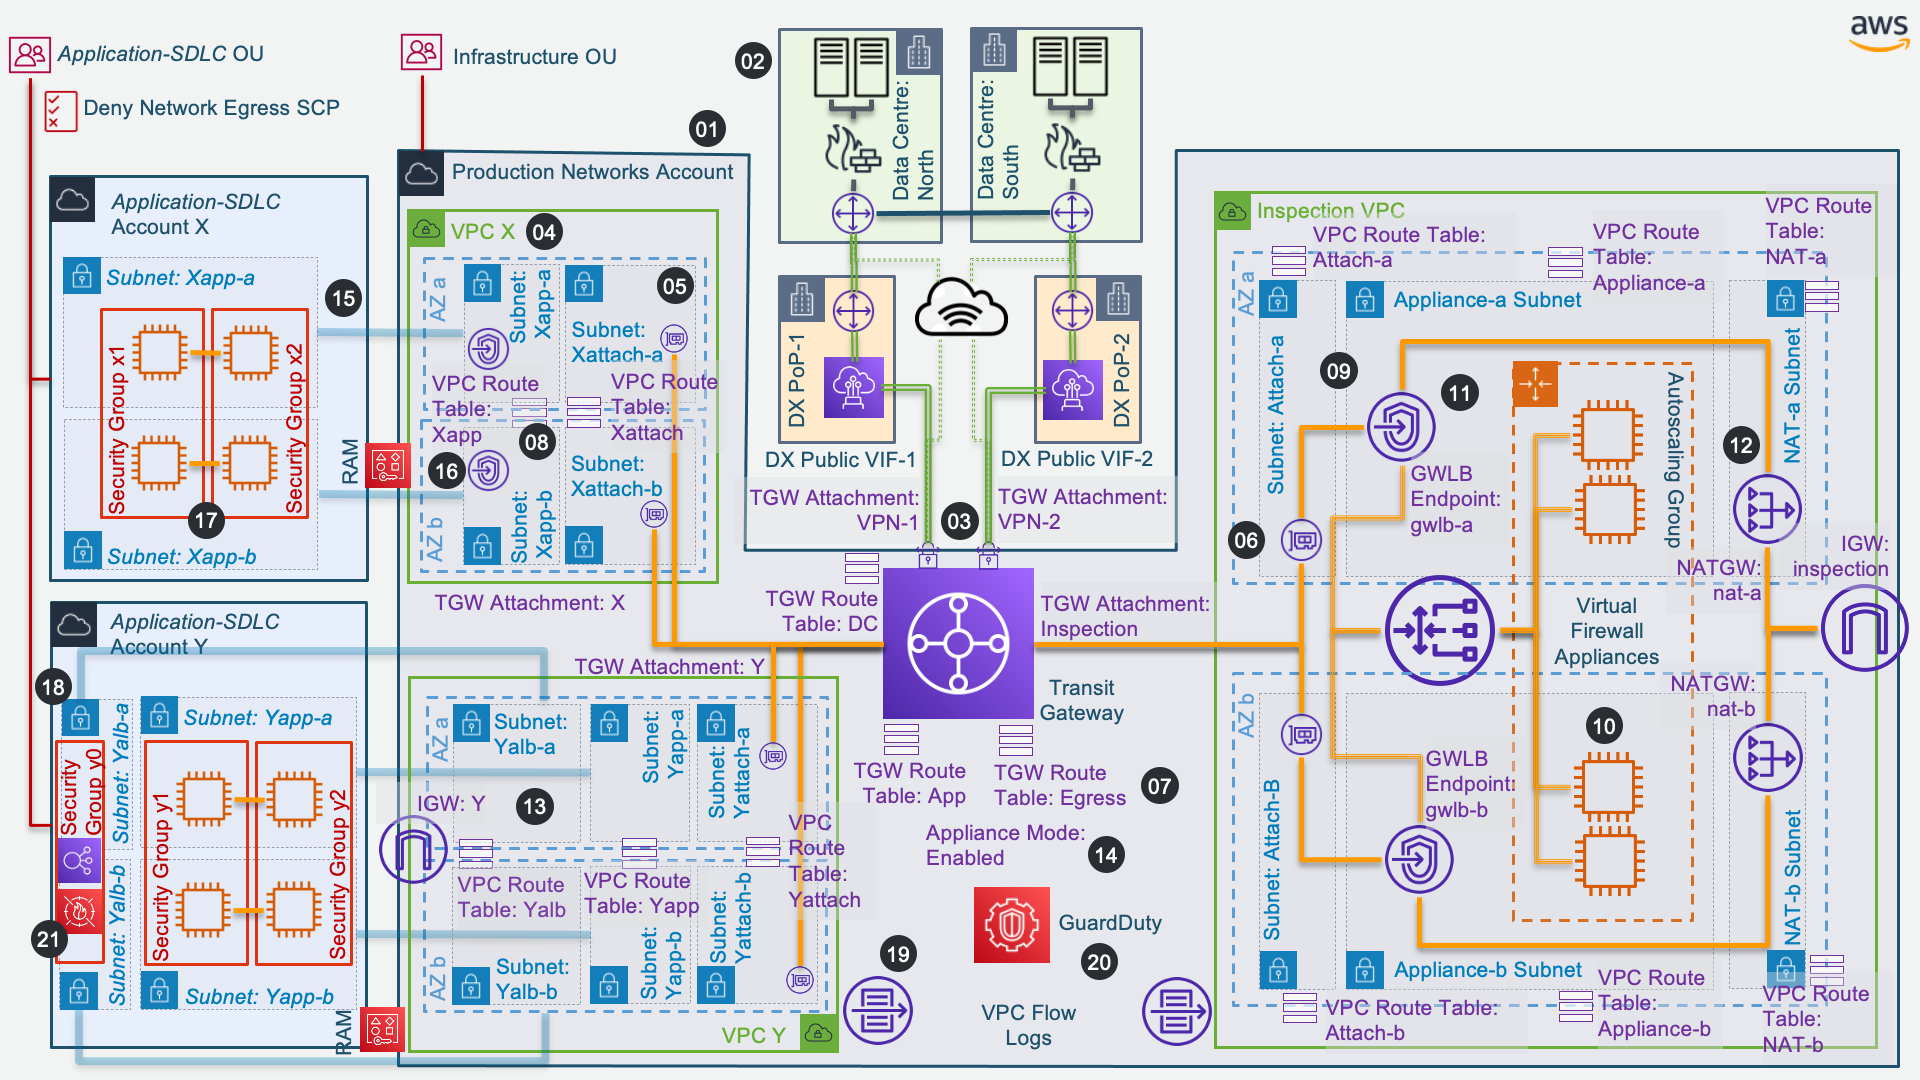 aws
Application-SDLC OU
Deny Network Egress SCP
Infrastructure OU
01
02
Data Centre:
North
Data Centre:
South
Application-SDLC
Account X
Subnet: Xapp-a
Security Group x1
Security Group x2
15
17
Subnet: Xapp-b
RAM
Production Networks Account
VPC X
04
AZ a
Subnet:
Xapp-a
05
Subnet:
Xattach-a
VPC Route
Table:
Xapp
VPC Route
Table:
Xattach
08
16
Subnet:
Xattach-b
Subnet:
Xapp-b
AZ b
TGW Attachment: X
DX PoP-1
DX PoP-2
DX Public VIF-1
DX Public VIF-2
TGW Attachment:
VPN-1
03
TGW Attachment:
VPN-2
TGW Route
Table: DC
TGW Attachment:
Inspection
Transit
Gateway
TGW Attachment: Y
TGW Route
Table: App
TGW Route
Table: Egress
07
Appliance Mode:
Enabled
14
GuardDuty
20
19
VPC Flow
Logs
Application-SDLC
Account Y
18
Subnet: Yalb-a
Subnet: Yapp-a
Security
Group y0
Security Group y1
Security Group y2
21
Subnet: Yalb-b
Subnet: Yapp-b
RAM
AZ a
Subnet:
Yalb-a
Subnet:
Yapp-a
Subnet:
Yattach-a
IGW: Y
13
VPC
Route
Table:
Yattach
VPC Route
Table: Yalb
VPC Route
Table: Yapp
AZ b
Subnet:
Yalb-b
Subnet:
Yapp-b
Subnet:
Yattach-b
VPC Y
Inspection VPC
VPC Route Table:
Attach-a
VPC Route
Table:
Appliance-a
VPC Route
Table:
NAT-a
AZ a
Appliance-a Subnet
Subnet: Attach-a
09
11
Autoscaling Group
12
NAT-a Subnet
GWLB
Endpoint:
gwlb-a
06
NATGW:
nat-a
IGW:
inspection
Virtual
Firewall
Appliances
AZ b
NATGW:
nat-b
10
GWLB
Endpoint:
gwlb-b
Subnet: Attach-B
NAT-b Subnet
Appliance-b Subnet
VPC Route Table:
Attach-b
VPC Route
Table:
Appliance-b
VPC Route
Table:
NAT-b